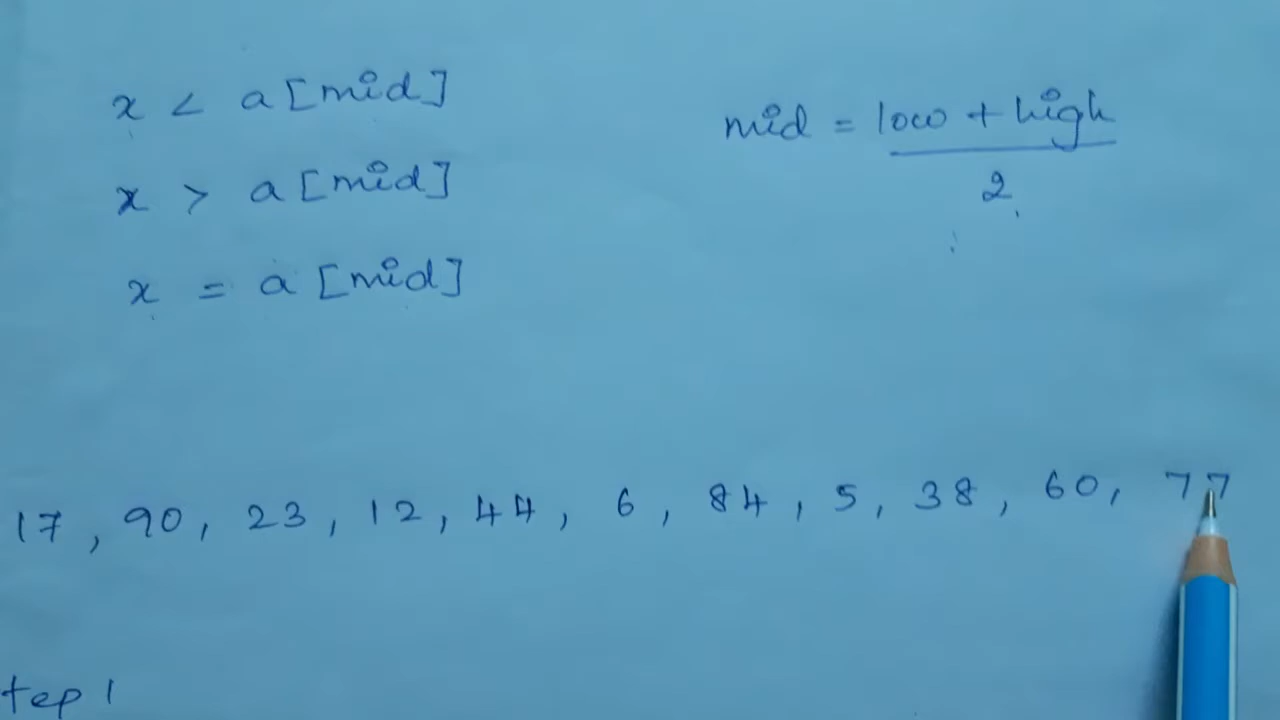 x < a[mid]
mid = low + high
2
x > a[mid]
x = a[mid]
17, 90, 23, 12, 44, 6, 84, 5, 38, 60, 77
tep 1